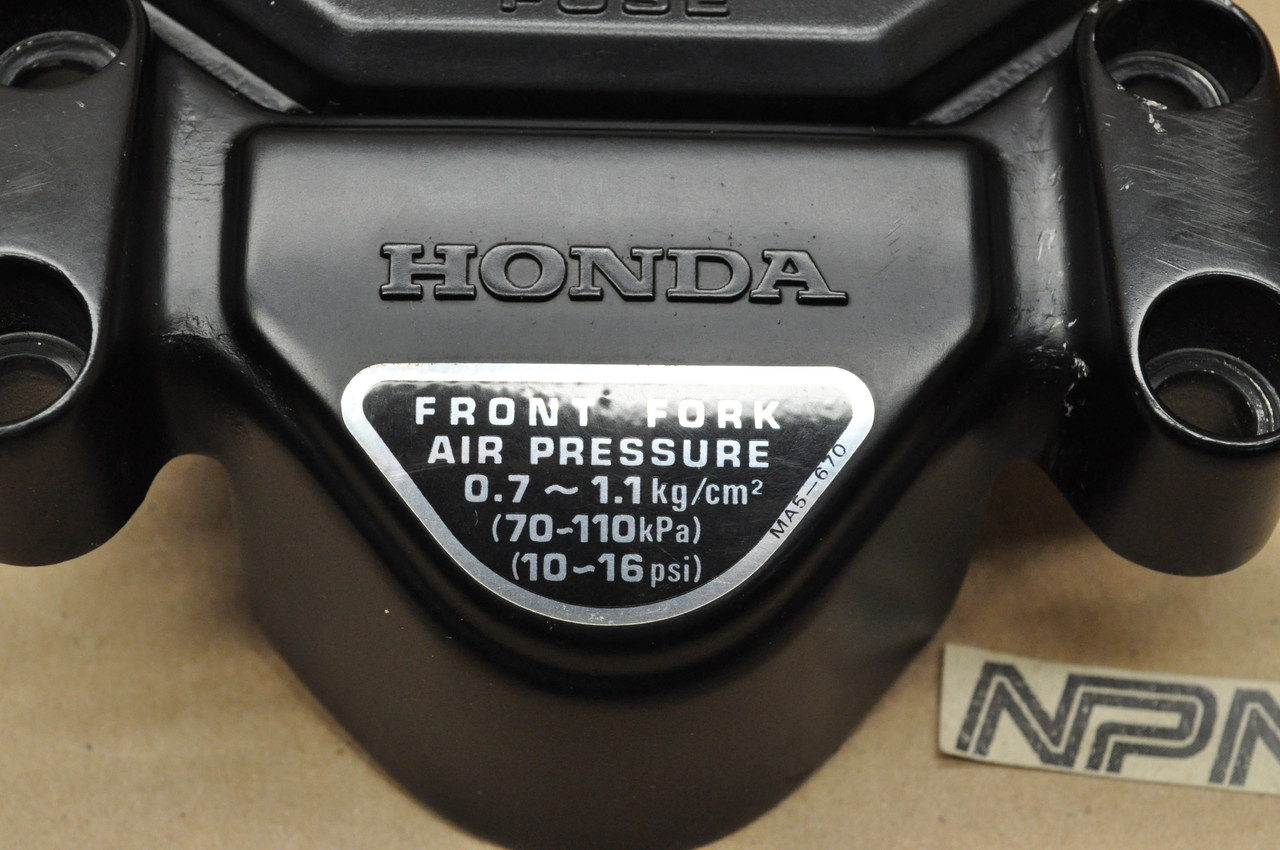 FUSE
HONDA
FRONT FORK
AIR PRESSURE
0.7 ~ 1.1 kg/cm²
(70~110kPa)
(10~16 psi)
MA5-670
NPN